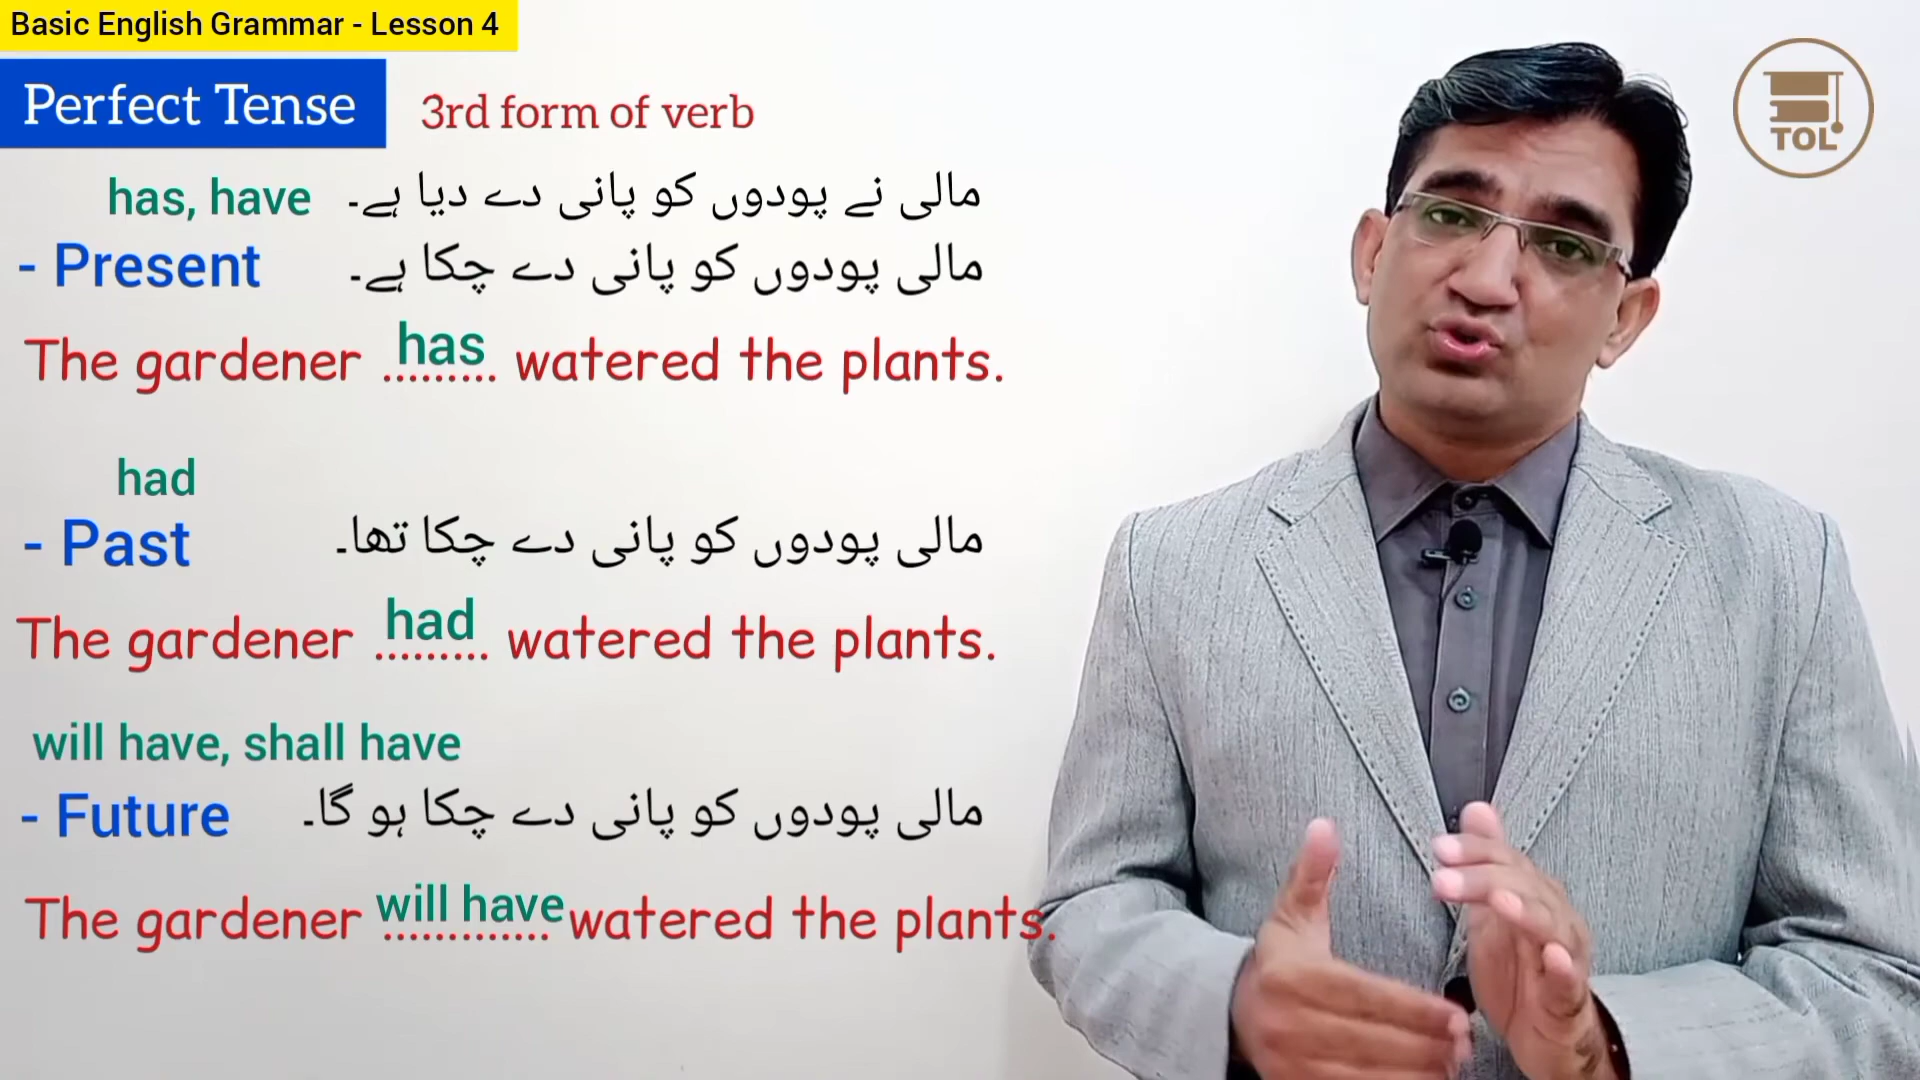 Basic English Grammar - Lesson 4
Perfect Tense 3rd form of verb
TOL
has, have مالی نے پودوں کو پانی دے دیا ہے۔
- Present مالی پودوں کو پانی دے چکا ہے۔
The gardener ......... has watered the plants.
had
- Past مالی پودوں کو پانی دے چکا تھا۔
The gardener ......... had watered the plants.
will have, shall have
- Future مالی پودوں کو پانی دے چکا ہو گا۔
The gardener ............. will have watered the plants.